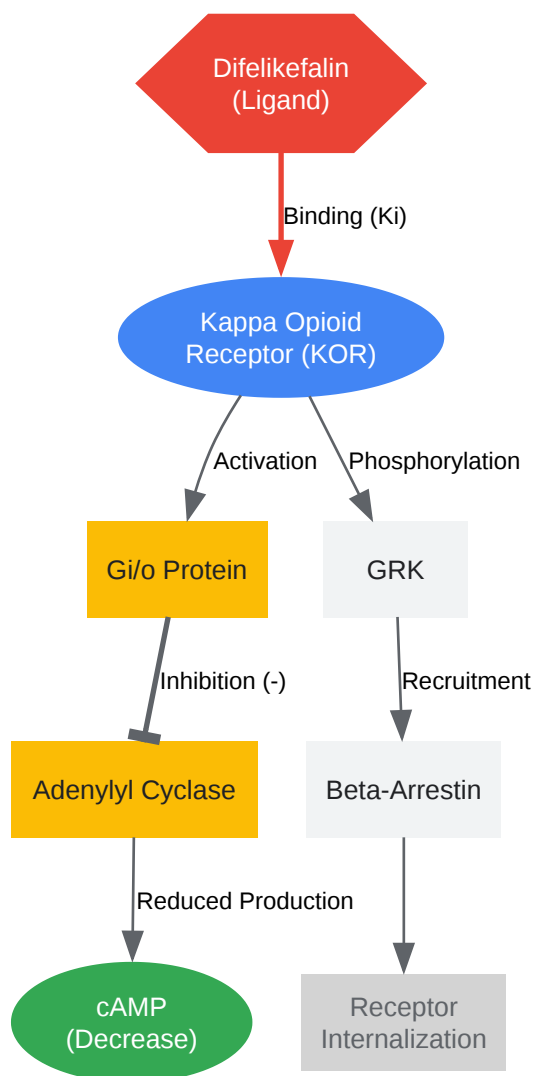 Difelikefalin
(Ligand)
Binding (Ki)
Kappa Opioid
Receptor (KOR)
Activation
Phosphorylation
Gi/o Protein
GRK
Inhibition (-)
Recruitment
Adenylyl Cyclase
Beta-Arrestin
Reduced Production
cAMP
(Decrease)
Receptor
Internalization